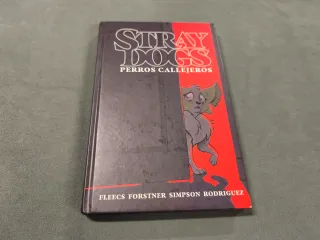 STRAY
DOGS
PERROS CALLEJEROS
FLEECS FORSTNER SIMPSON RODRIGUEZ